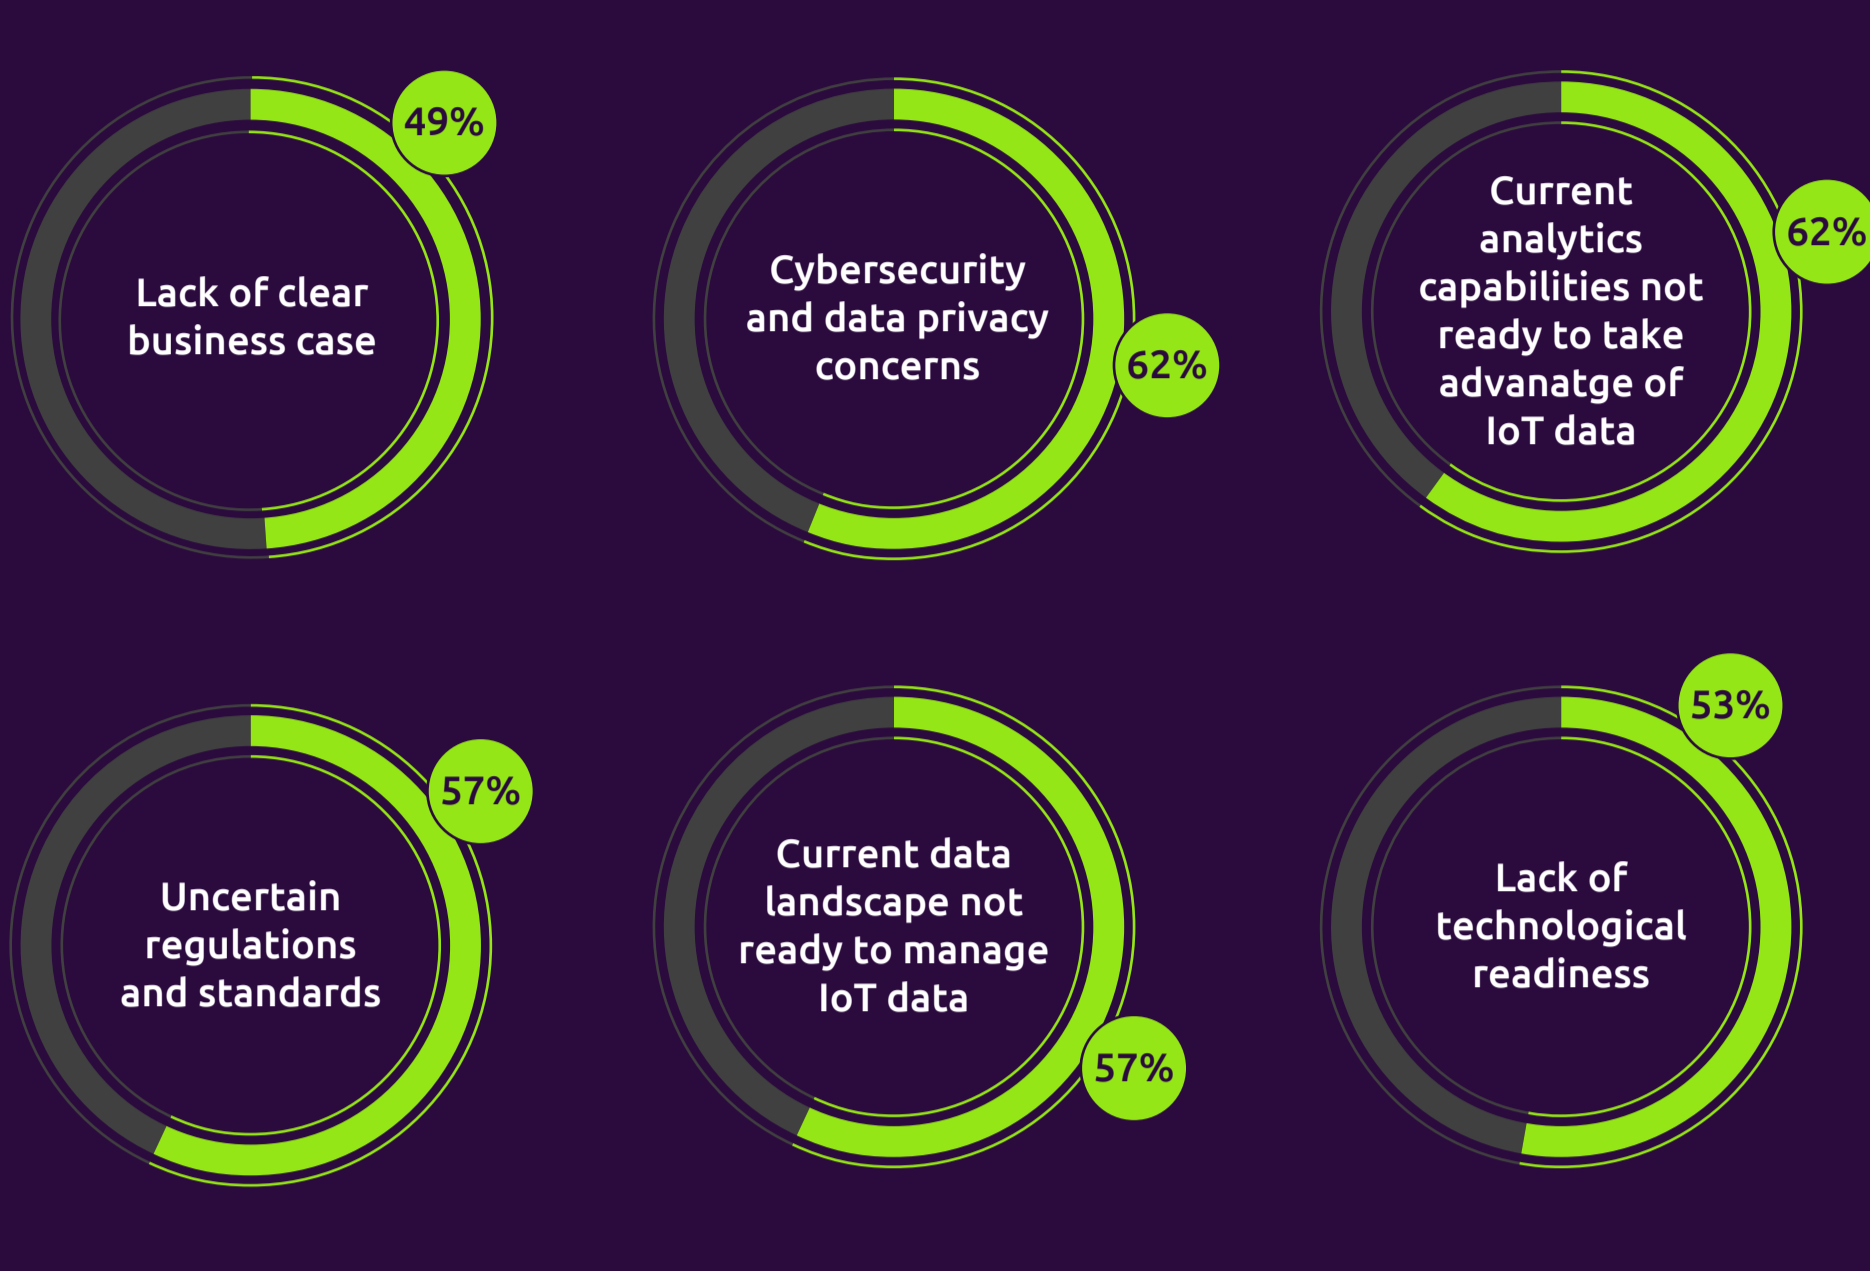 49%
Lack of clear
business case
62%
Cybersecurity
and data privacy
concerns
62%
Current
analytics
capabilities not
ready to take
advanatge of
IoT data
57%
Uncertain
regulations
and standards
57%
Current data
landscape not
ready to manage
IoT data
53%
Lack of
technological
readiness